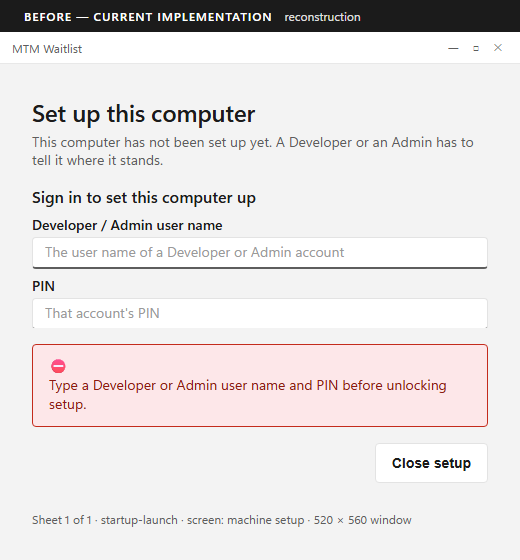 BEFORE — CURRENT IMPLEMENTATION reconstruction
MTM Waitlist
Set up this computer
This computer has not been set up yet. A Developer or an Admin has to
tell it where it stands.
Sign in to set this computer up
Developer / Admin user name
The user name of a Developer or Admin account
PIN
That account's PIN
Type a Developer or Admin user name and PIN before unlocking
setup.
Close setup
Sheet 1 of 1 · startup-launch · screen: machine setup · 520 × 560 window